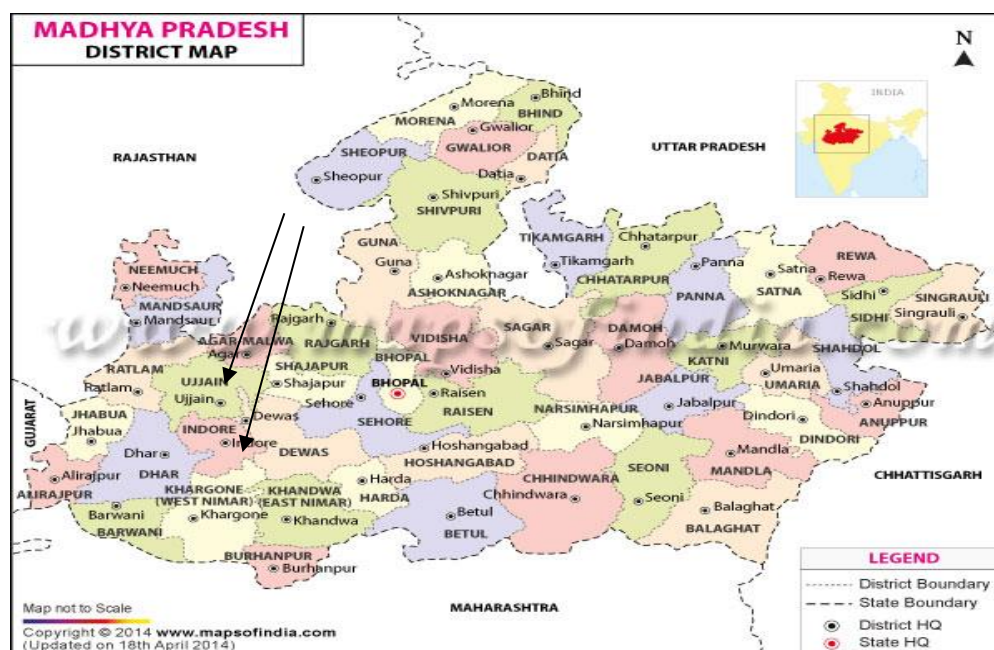 MADHYA PRADESH
DISTRICT MAP
N
INDIA
RAJASTHAN
UTTAR PRADESH
GUJARAT
CHHATTISGARH
MAHARASHTRA
Morena
MORENA
Bhind
BHIND
Gwalior
GWALIOR
SHEOPUR
Sheopur
DATIA
Datia
Shivpuri
SHIVPURI
GUNA
Guna
Ashoknagar
ASHOKNAGAR
TIKAMGARH
Tikamgarh
Chhatarpur
CHHATARPUR
Panna
PANNA
Satna
SATNA
REWA
Rewa
Sidhi
SIDHI
SINGRAULI
Singrauli
NEEMUCH
Neemuch
MANDSAUR
Mandsaur
www.mapsofindia.com
Rajgarh
RAJGARH
AGAR MALWA
Agar
SHAJAPUR
Shajapur
BHOPAL
BHOPAL
VIDISHA
Vidisha
SAGAR
Sagar
DAMOH
Damoh
Murwara
KATNI
SHAHDOL
Shahdol
Umaria
UMARIA
Anuppur
ANUPPUR
RATLAM
Ratlam
UJJAIN
Ujjain
Dewas
DEWAS
Sehore
SEHORE
Raisen
RAISEN
NARSIMHAPUR
Narsimhapur
JABALPUR
Jabalpur
Dindori
DINDORI
JHABUA
Jhabua
INDORE
Indore
Dhar
DHAR
Alirajpur
ALIRAJPUR
Hoshangabad
HOSHANGABAD
Harda
HARDA
CHHINDWARA
Chhindwara
SEONI
Seoni
Mandla
MANDLA
Balaghat
BALAGHAT
Barwani
BARWANI
KHARGONE
(WEST NIMAR)
Khargone
KHANDWA
(EAST NIMAR)
Khandwa
Betul
BETUL
BURHANPUR
Burhanpur
LEGEND
District Boundary
State Boundary
District HQ
State HQ
Map not to Scale
Copyright © 2014 www.mapsofindia.com
(Updated on 18th April 2014)